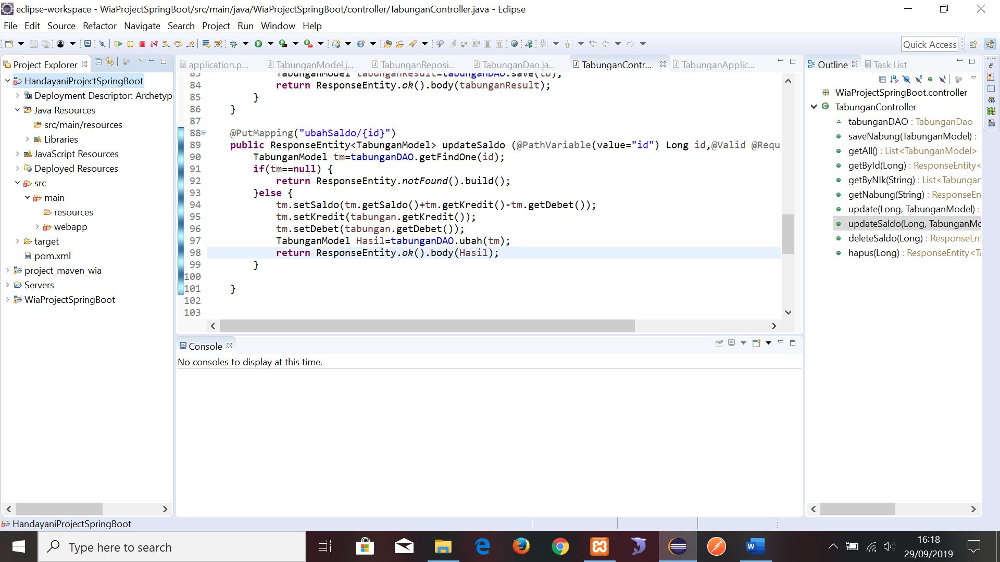 eclipse-workspace - WiaProjectSpringBoot/src/main/java/WiaProjectSpringBoot/controller/TabunganController.java - Eclipse
File Edit Source Refactor Navigate Search Project Run Window Help
Quick Access
Project Explorer
HandayaniProjectSpringBoot
Deployment Descriptor: Archetyp
Java Resources
src/main/resources
Libraries
JavaScript Resources
Deployed Resources
src
main
resources
webapp
target
pom.xml
project_maven_wia
Servers
WiaProjectSpringBoot
application.p... TabunganModel.j... TabunganReposi... TabunganDao.ja... TabunganContr... TabunganApplic...
83 TabunganModel tabunganResult=tabunganDAO.save(tb);
84 return ResponseEntity.ok().body(tabunganResult);
85 }
86 }
87
88 @PutMapping("ubahSaldo/{id}")
89 public ResponseEntity<TabunganModel> updateSaldo (@PathVariable(value="id") Long id,@Valid @Requ
90 TabunganModel tm=tabunganDAO.getFindOne(id);
91 if(tm==null) {
92 return ResponseEntity.notFound().build();
93 }else {
94 tm.setSaldo(tm.getSaldo()+tm.getKredit()-tm.getDebet());
95 tm.setKredit(tabungan.getKredit());
96 tm.setDebet(tabungan.getDebet());
97 TabunganModel Hasil=tabunganDAO.ubah(tm);
98 return ResponseEntity.ok().body(Hasil);
99 }
100
101 }
102
103
Console
No consoles to display at this time.
Outline Task List
WiaProjectSpringBoot.controller
TabunganController
tabunganDAO : TabunganDao
saveNabung(TabunganModel) :
getAll() : List<TabunganModel>
getById(Long) : ResponseEntity<
getByNIk(String) : List<Tabungan
getNabung(String) : ResponseEn
update(Long, TabunganModel) :
updateSaldo(Long, TabunganMo
deleteSaldo(Long) : ResponseEnt
hapus(Long) : ResponseEntity<Ta
HandayaniProjectSpringBoot
Type here to search
16:18
29/09/2019